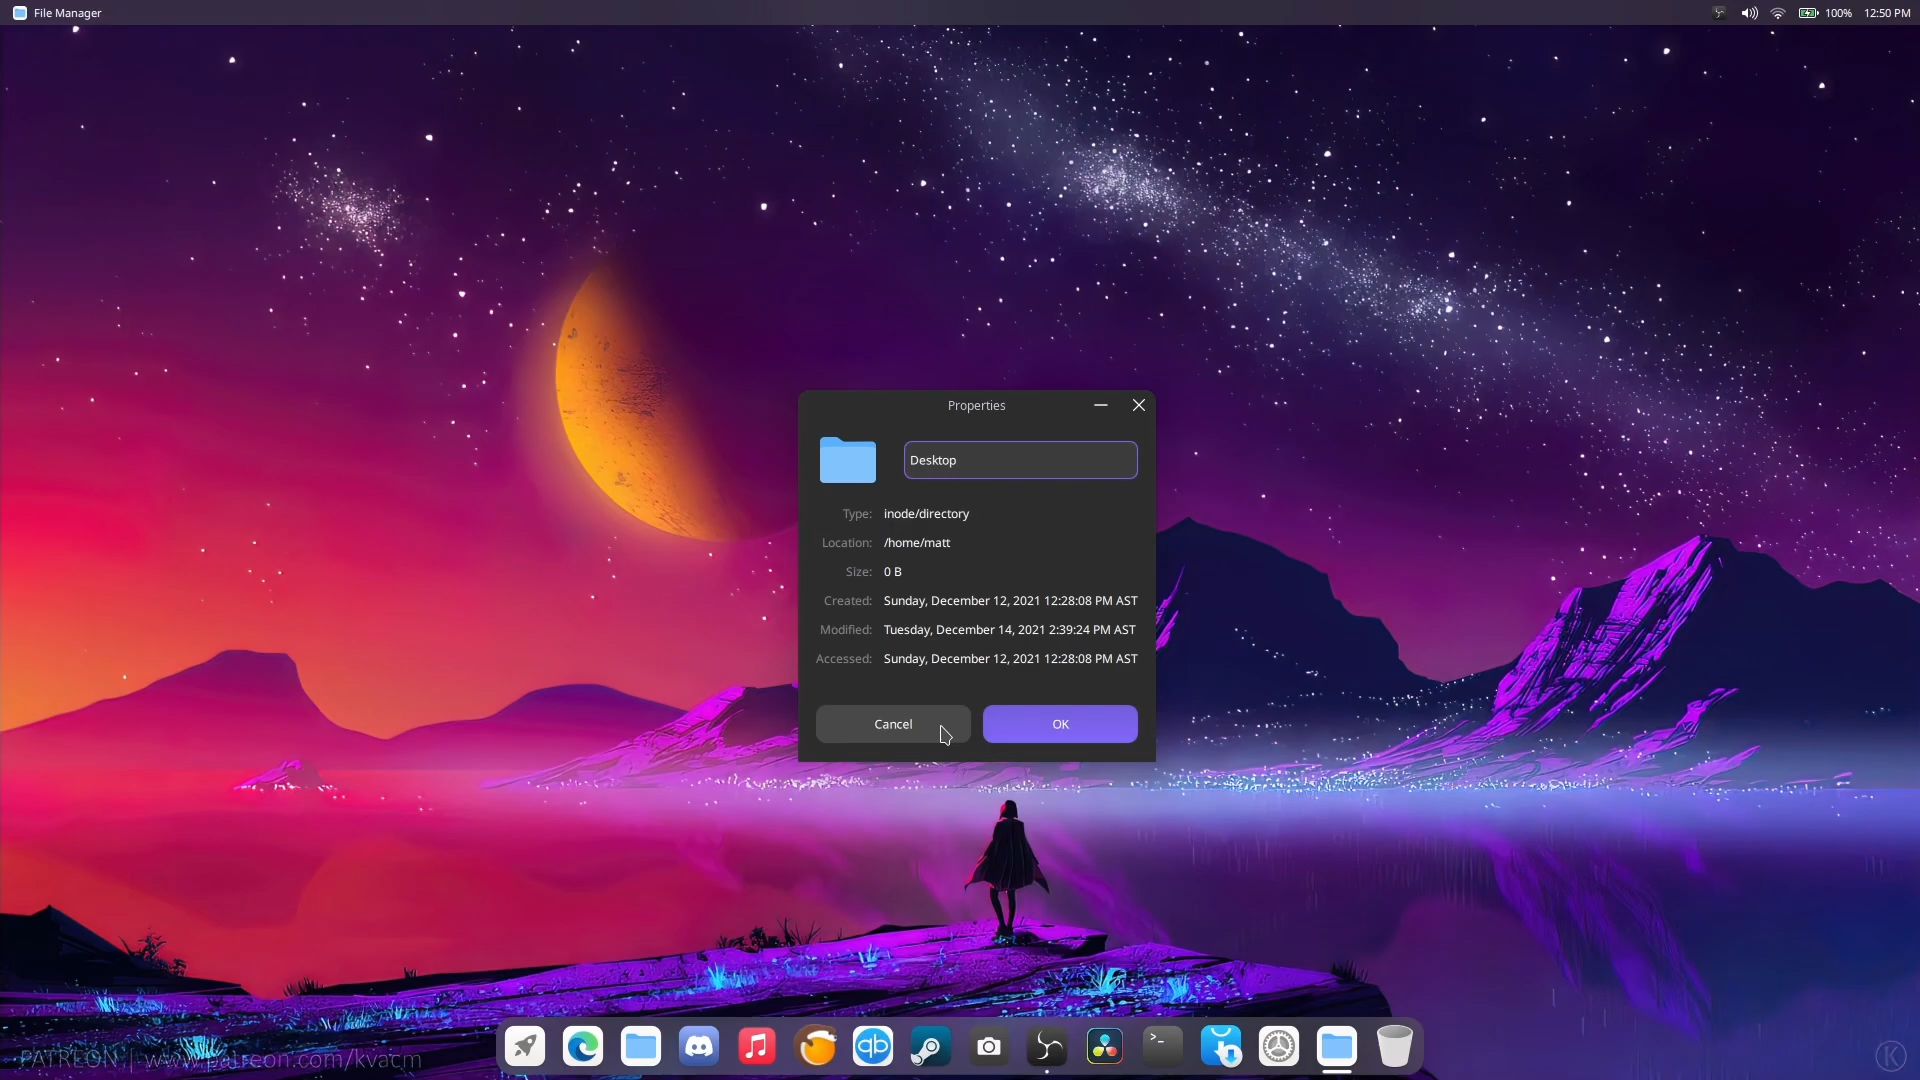 File Manager
100%
12:50 PM
Properties
Desktop
Type: inode/directory
Location: /home/matt
Size: 0 B
Created: Sunday, December 12, 2021 12:28:08 PM AST
Modified: Tuesday, December 14, 2021 2:39:24 PM AST
Accessed: Sunday, December 12, 2021 12:28:08 PM AST
Cancel
OK
qb
>_
PATREON | www.patreon.com/kvacm
K